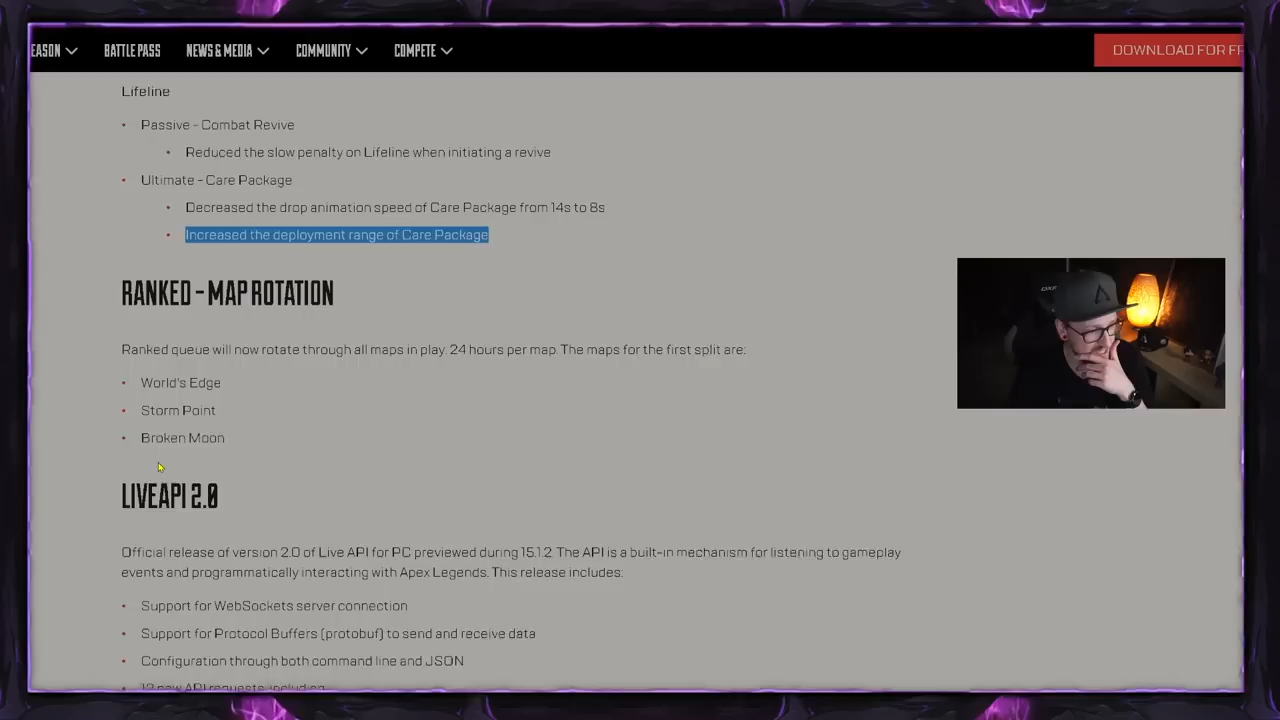 EASON
BATTLE PASS
NEWS & MEDIA
COMMUNITY
COMPETE
DOWNLOAD FOR FR
Lifeline
• Passive - Combat Revive
• Reduced the slow penalty on Lifeline when initiating a revive
• Ultimate - Care Package
• Decreased the drop animation speed of Care Package from 14s to 8s
• Increased the deployment range of Care Package
RANKED - MAP ROTATION
Ranked queue will now rotate through all maps in play. 24 hours per map. The maps for the first split are:
• World's Edge
• Storm Point
• Broken Moon
LIVEAPI 2.0
Official release of version 2.0 of Live API for PC previewed during 15.1.2. The API is a built-in mechanism for listening to gameplay
events and programmatically interacting with Apex Legends. This release includes:
• Support for WebSockets server connection
• Support for Protocol Buffers (protobuf) to send and receive data
• Configuration through both command line and JSON
new API requests, including